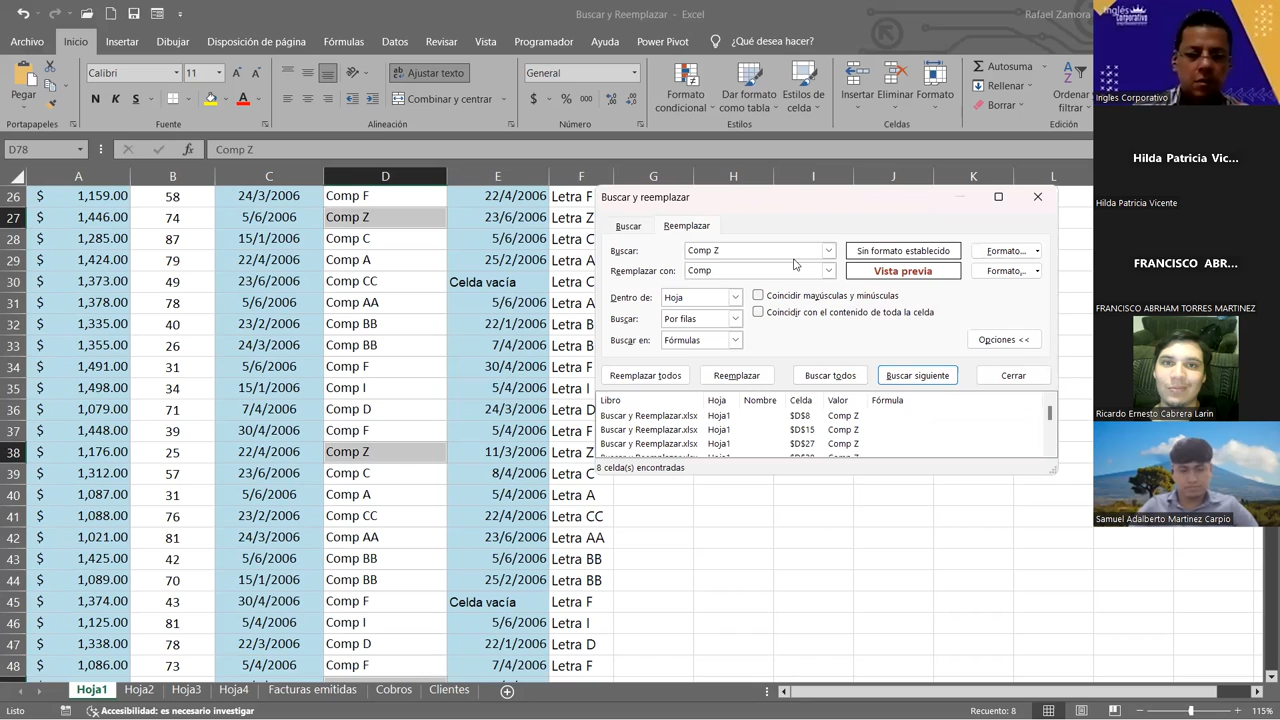 Buscar y Reemplazar - Excel
Rafael Zamora
Archivo Inicio Insertar Dibujar Disposición de página Fórmulas Datos Revisar Vista Programador Ayuda Power Pivot ¿Qué desea hacer?
Pegar
Calibri 11
N K S
Ajustar texto
Combinar y centrar
General
$ % 000
Formato condicional
Dar formato como tabla
Estilos de celda
Insertar Eliminar Formato
Autosuma
Rellenar
Borrar
Ordenar y filtrar
Portapapeles Fuente Alineación Número Estilos Celdas Edición
D78 fx Comp Z
A B C D E F G H I J K L
26 $ 1,159.00 58 24/3/2006 Comp F 22/4/2006 Letra F
27 $ 1,446.00 74 5/6/2006 Comp Z 23/6/2006 Letra Z
28 $ 1,285.00 87 15/1/2006 Comp C 5/6/2006 Letra C
29 $ 1,424.00 82 25/2/2006 Comp A 15/1/2006 Letra A
30 $ 1,373.00 49 23/6/2006 Comp CC Celda vacía Letra C
31 $ 1,378.00 78 5/6/2006 Comp AA 5/6/2006 Letra A
32 $ 1,335.00 40 23/2/2006 Comp BB 22/1/2006 Letra B
33 $ 1,355.00 26 24/3/2006 Comp BB 7/4/2006 Letra B
34 $ 1,491.00 31 5/6/2006 Comp F 30/4/2006 Letra F
35 $ 1,498.00 34 15/1/2006 Comp I 5/4/2006 Letra I
36 $ 1,079.00 71 7/4/2006 Comp D 24/3/2006 Letra D
37 $ 1,448.00 39 30/4/2006 Comp F 5/6/2006 Letra F
38 $ 1,176.00 25 22/4/2006 Comp Z 11/3/2006 Letra Z
39 $ 1,312.00 57 23/6/2006 Comp C 8/4/2006 Letra C
40 $ 1,087.00 31 5/6/2006 Comp A 5/4/2006 Letra A
41 $ 1,088.00 76 23/2/2006 Comp CC 22/4/2006 Letra CC
42 $ 1,021.00 81 24/3/2006 Comp AA 23/6/2006 Letra AA
43 $ 1,425.00 42 5/6/2006 Comp BB 5/6/2006 Letra BB
44 $ 1,089.00 70 15/1/2006 Comp BB 25/2/2006 Letra BB
45 $ 1,374.00 43 30/4/2006 Comp F Celda vacía Letra F
46 $ 1,125.00 81 5/4/2006 Comp I 5/6/2006 Letra I
47 $ 1,338.00 78 22/3/2006 Comp D 22/1/2006 Letra D
48 $ 1,086.00 73 5/4/2006 Comp F 7/4/2006 Letra F
Buscar y reemplazar
Buscar Reemplazar
Buscar: Comp Z Sin formato establecido Formato...
Reemplazar con: Comp Vista previa Formato...
Dentro de: Hoja Coincidir mayúsculas y minúsculas
Buscar: Por filas Coincidir con el contenido de toda la celda
Buscar en: Fórmulas Opciones <<
Reemplazar todos Reemplazar Buscar todos Buscar siguiente Cerrar
Libro Hoja Nombre Celda Valor Fórmula
Buscar y Reemplazar.xlsx Hoja1 $D$8 Comp Z
Buscar y Reemplazar.xlsx Hoja1 $D$15 Comp Z
Buscar y Reemplazar.xlsx Hoja1 $D$27 Comp Z
8 celda(s) encontradas
Hoja1 Hoja2 Hoja3 Hoja4 Facturas emitidas Cobros Clientes
Listo Accesibilidad: es necesario investigar Recuento: 8 115%
Inglés
Corporativo
Ingles Corporativo
Hilda Patricia Vic...
Hilda Patricia Vicente
FRANCISCO ABR...
FRANCISCO ABRHAM TORRES MARTINEZ
Ricardo Ernesto Cabrera Larin
Samuel Adalberto Martinez Carpio